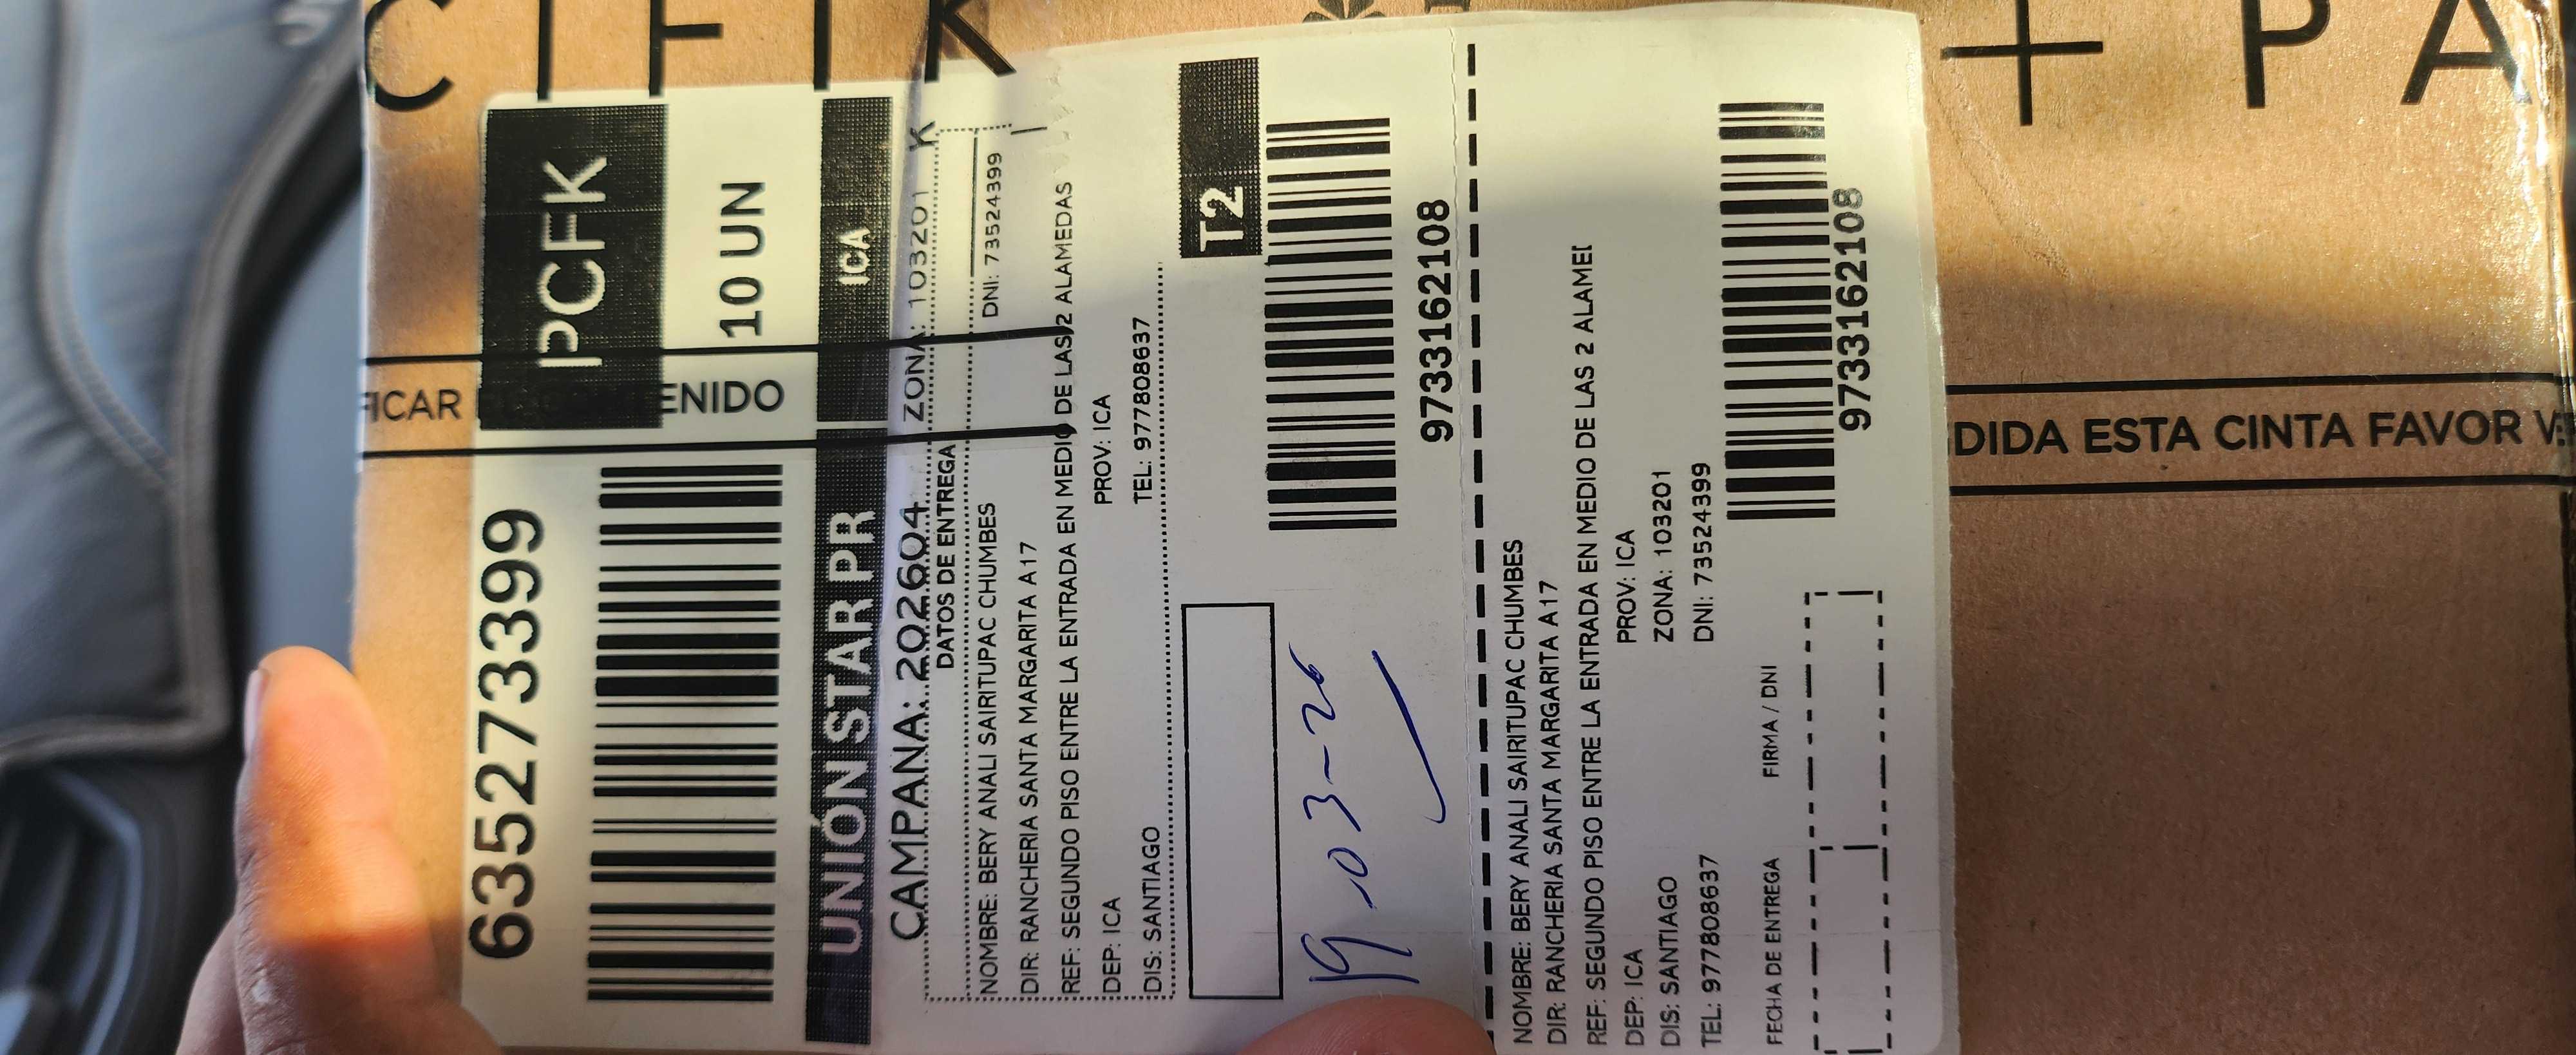 CIFIK
+ PA
PCFK
10 UN
ICAR
ENIDO
6352733399
UNIÓN STAR PR
ICA
CAMPAÑA: 202604
ZONA: 103201 K
DATOS DE ENTREGA
NOMBRE: BERY ANALI SAIRITUPAC CHUMBES
DNI: 73524399
DIR: RANCHERIA SANTA MARGARITA A17
REF: SEGUNDO PISO ENTRE LA ENTRADA EN MEDIO DE LAS 2 ALAMEDAS
DEP: ICA
PROV: ICA
DIS: SANTIAGO
TEL: 977808637
T2
19-03-26
9733162108
NOMBRE: BERY ANALI SAIRITUPAC CHUMBES
DIR: RANCHERIA SANTA MARGARITA A17
REF: SEGUNDO PISO ENTRE LA ENTRADA EN MEDIO DE LAS 2 ALAMED
DEP: ICA
PROV: ICA
DIS: SANTIAGO
ZONA: 103201
TEL: 977808637
DNI: 73524399
FECHA DE ENTREGA
FIRMA / DNI
9733162108
DIDA ESTA CINTA FAVOR VE